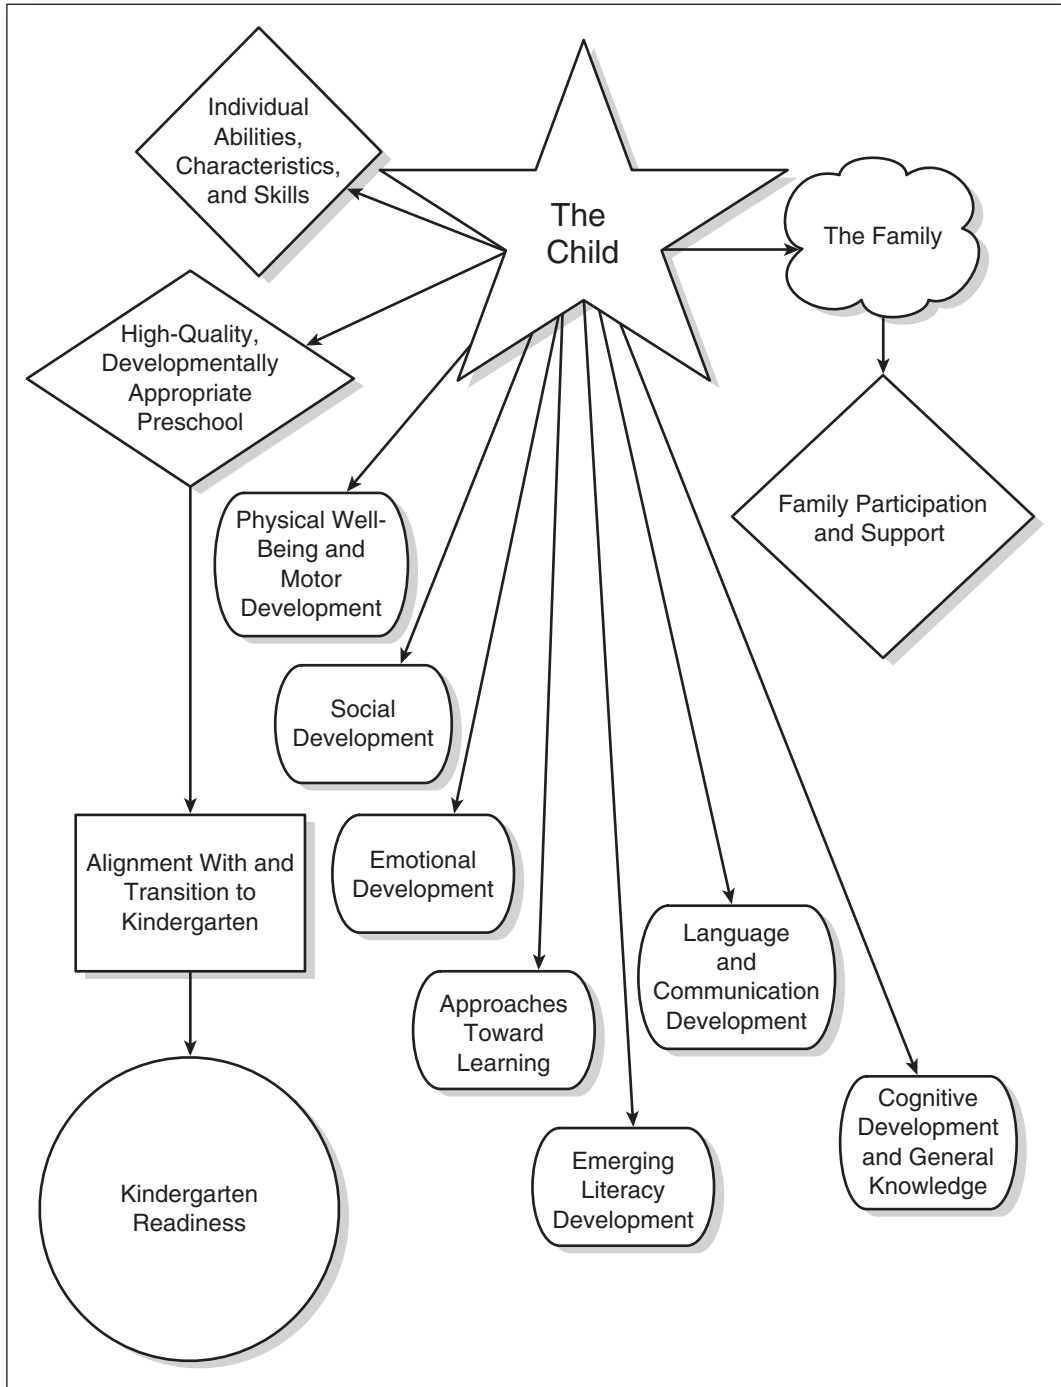 Individual
Abilities,
Characteristics,
and Skills
The
Child
The Family
High-Quality,
Developmentally
Appropriate
Preschool
Family Participation
and Support
Physical Well-
Being and
Motor
Development
Social
Development
Alignment With and
Transition to
Kindergarten
Emotional
Development
Language
and
Communication
Development
Approaches
Toward
Learning
Cognitive
Development
and General
Knowledge
Emerging
Literacy
Development
Kindergarten
Readiness